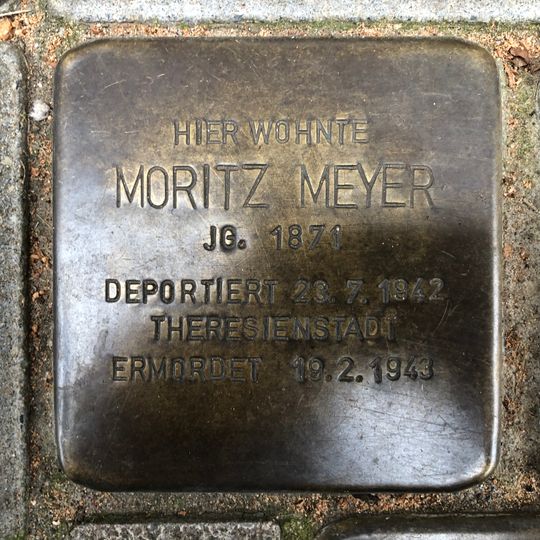 HIER WOHNTE
MORITZ MEYER
JG. 1871
DEPORTIERT 23.7.1942
THERESIENSTADT
ERMORDET 19.2.1943